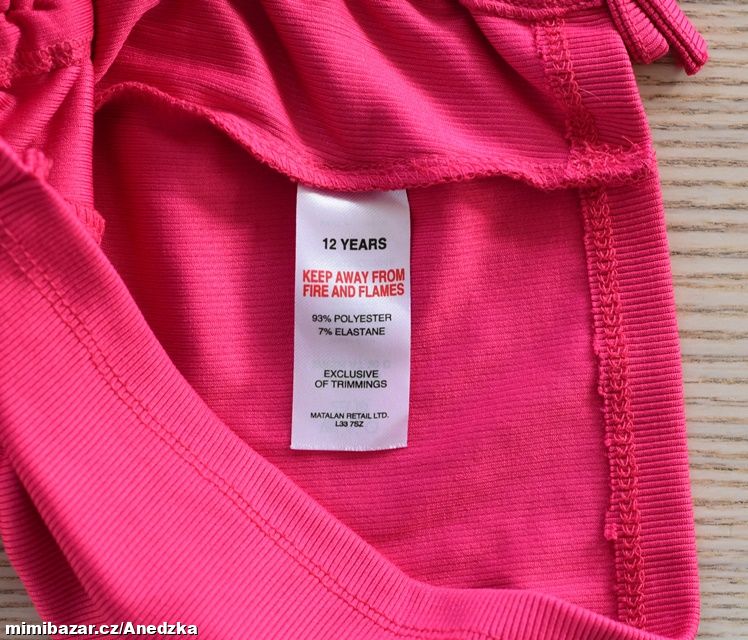 12 YEARS
KEEP AWAY FROM
FIRE AND FLAMES
93% POLYESTER
7% ELASTANE
EXCLUSIVE
OF TRIMMINGS
MATALAN RETAIL LTD.
L33 7SZ
mimibazar.cz/Anedzka